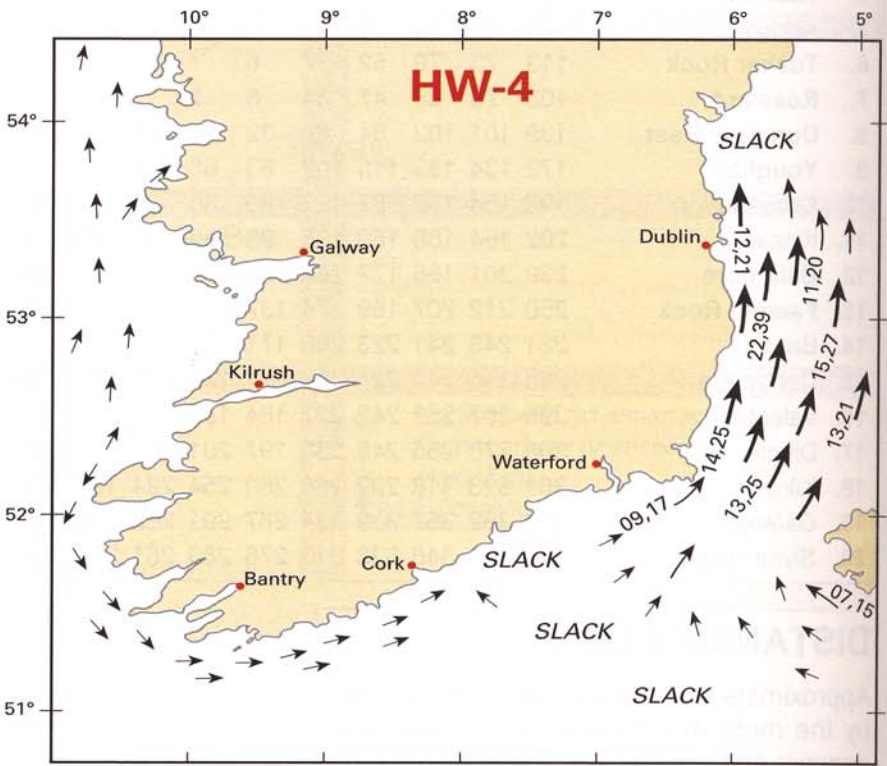 10° 9° 8° 7° 6° 5°
HW-4
54°
SLACK
Galway
Dublin
12,21
11,20
53°
22,39
15,27
Kilrush
13,21
14,25
Waterford
13,25
52°
09,17
Cork
SLACK
Bantry
07,15
SLACK
51°
SLACK